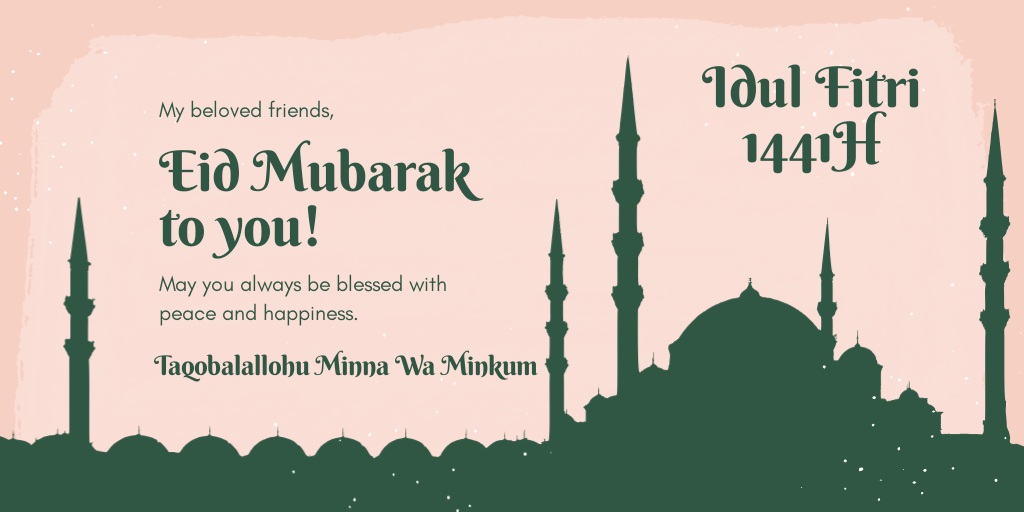 My beloved friends,
Eid Mubarak
to you!
May you always be blessed with
peace and happiness.
Taqobalallohu Minna Wa Minkum
Idul Fitri
1441H